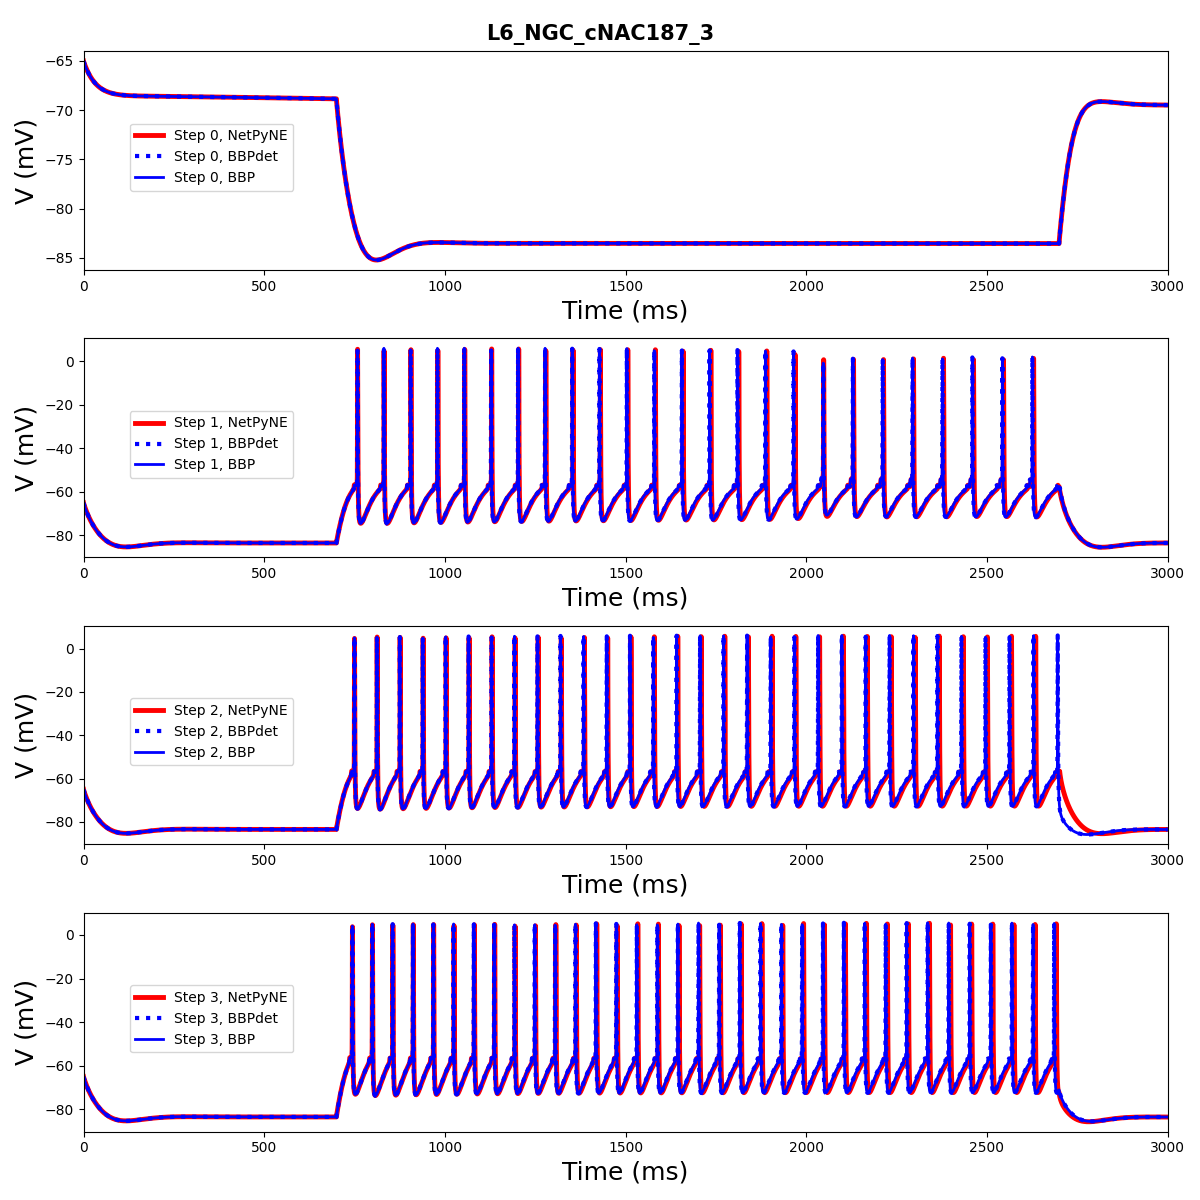 L6_NGC_cNAC187_3
−65
−70
−75
−80
−85
V (mV)
Step 0, NetPyNE
Step 0, BBPdet
Step 0, BBP
0 500 1000 1500 2000 2500 3000
Time (ms)
0
−20
−40
−60
−80
V (mV)
Step 1, NetPyNE
Step 1, BBPdet
Step 1, BBP
0 500 1000 1500 2000 2500 3000
Time (ms)
0
−20
−40
−60
−80
V (mV)
Step 2, NetPyNE
Step 2, BBPdet
Step 2, BBP
0 500 1000 1500 2000 2500 3000
Time (ms)
0
−20
−40
−60
−80
V (mV)
Step 3, NetPyNE
Step 3, BBPdet
Step 3, BBP
0 500 1000 1500 2000 2500 3000
Time (ms)